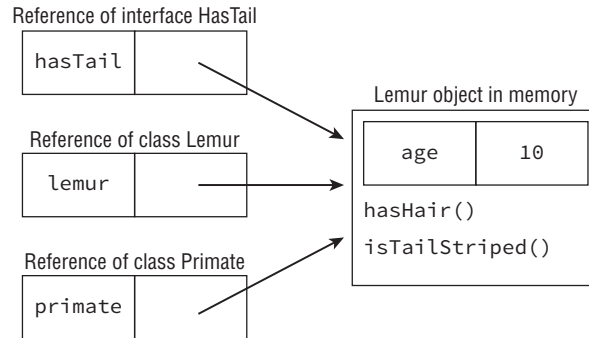 Reference of interface HasTail
hasTail
Reference of class Lemur
lemur
Reference of class Primate
primate
Lemur object in memory
age 10
hasHair()
isTailStriped()